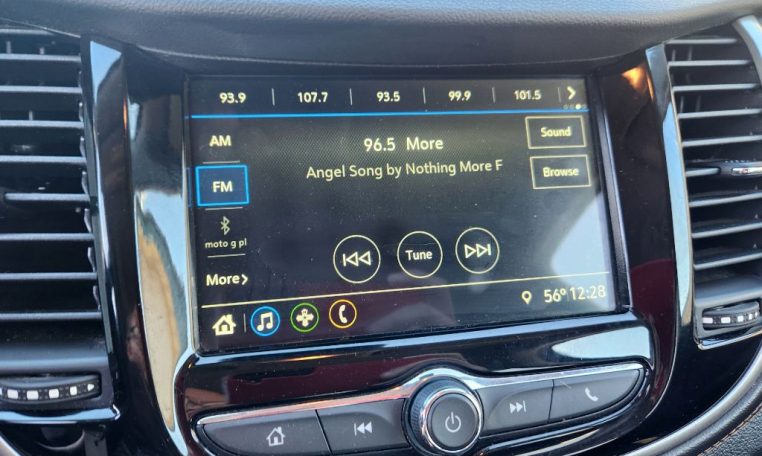 93.9 107.7 93.5 99.9 101.5
AM
96.5 More
Sound
FM
Angel Song by Nothing More F
Browse
moto g pl
Tune
More
56° 12:28